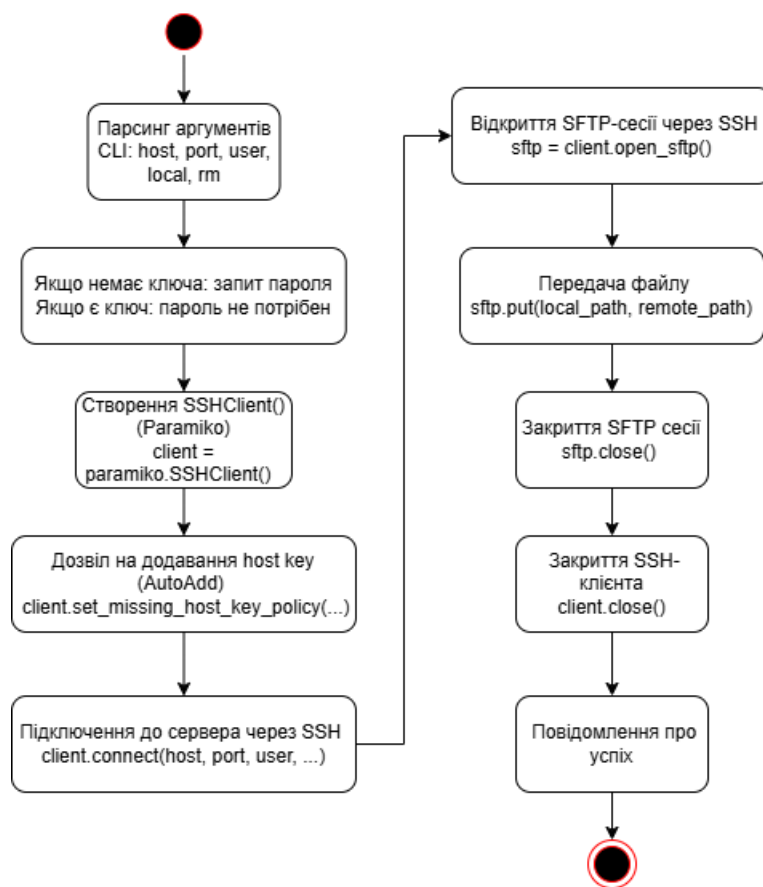 Парсинг аргументів
CLI: host, port, user,
local, rm
Якщо немає ключа: запит пароля
Якщо є ключ: пароль не потрібен
Створення SSHClient()
(Paramiko)
client =
paramiko.SSHClient()
Дозвіл на додавання host key
(AutoAdd)
client.set_missing_host_key_policy(...)
Підключення до сервера через SSH
client.connect(host, port, user, ...)
Відкриття SFTP-сесії через SSH
sftp = client.open_sftp()
Передача файлу
sftp.put(local_path, remote_path)
Закриття SFTP сесії
sftp.close()
Закриття SSH-
клієнта
client.close()
Повідомлення про
успіх